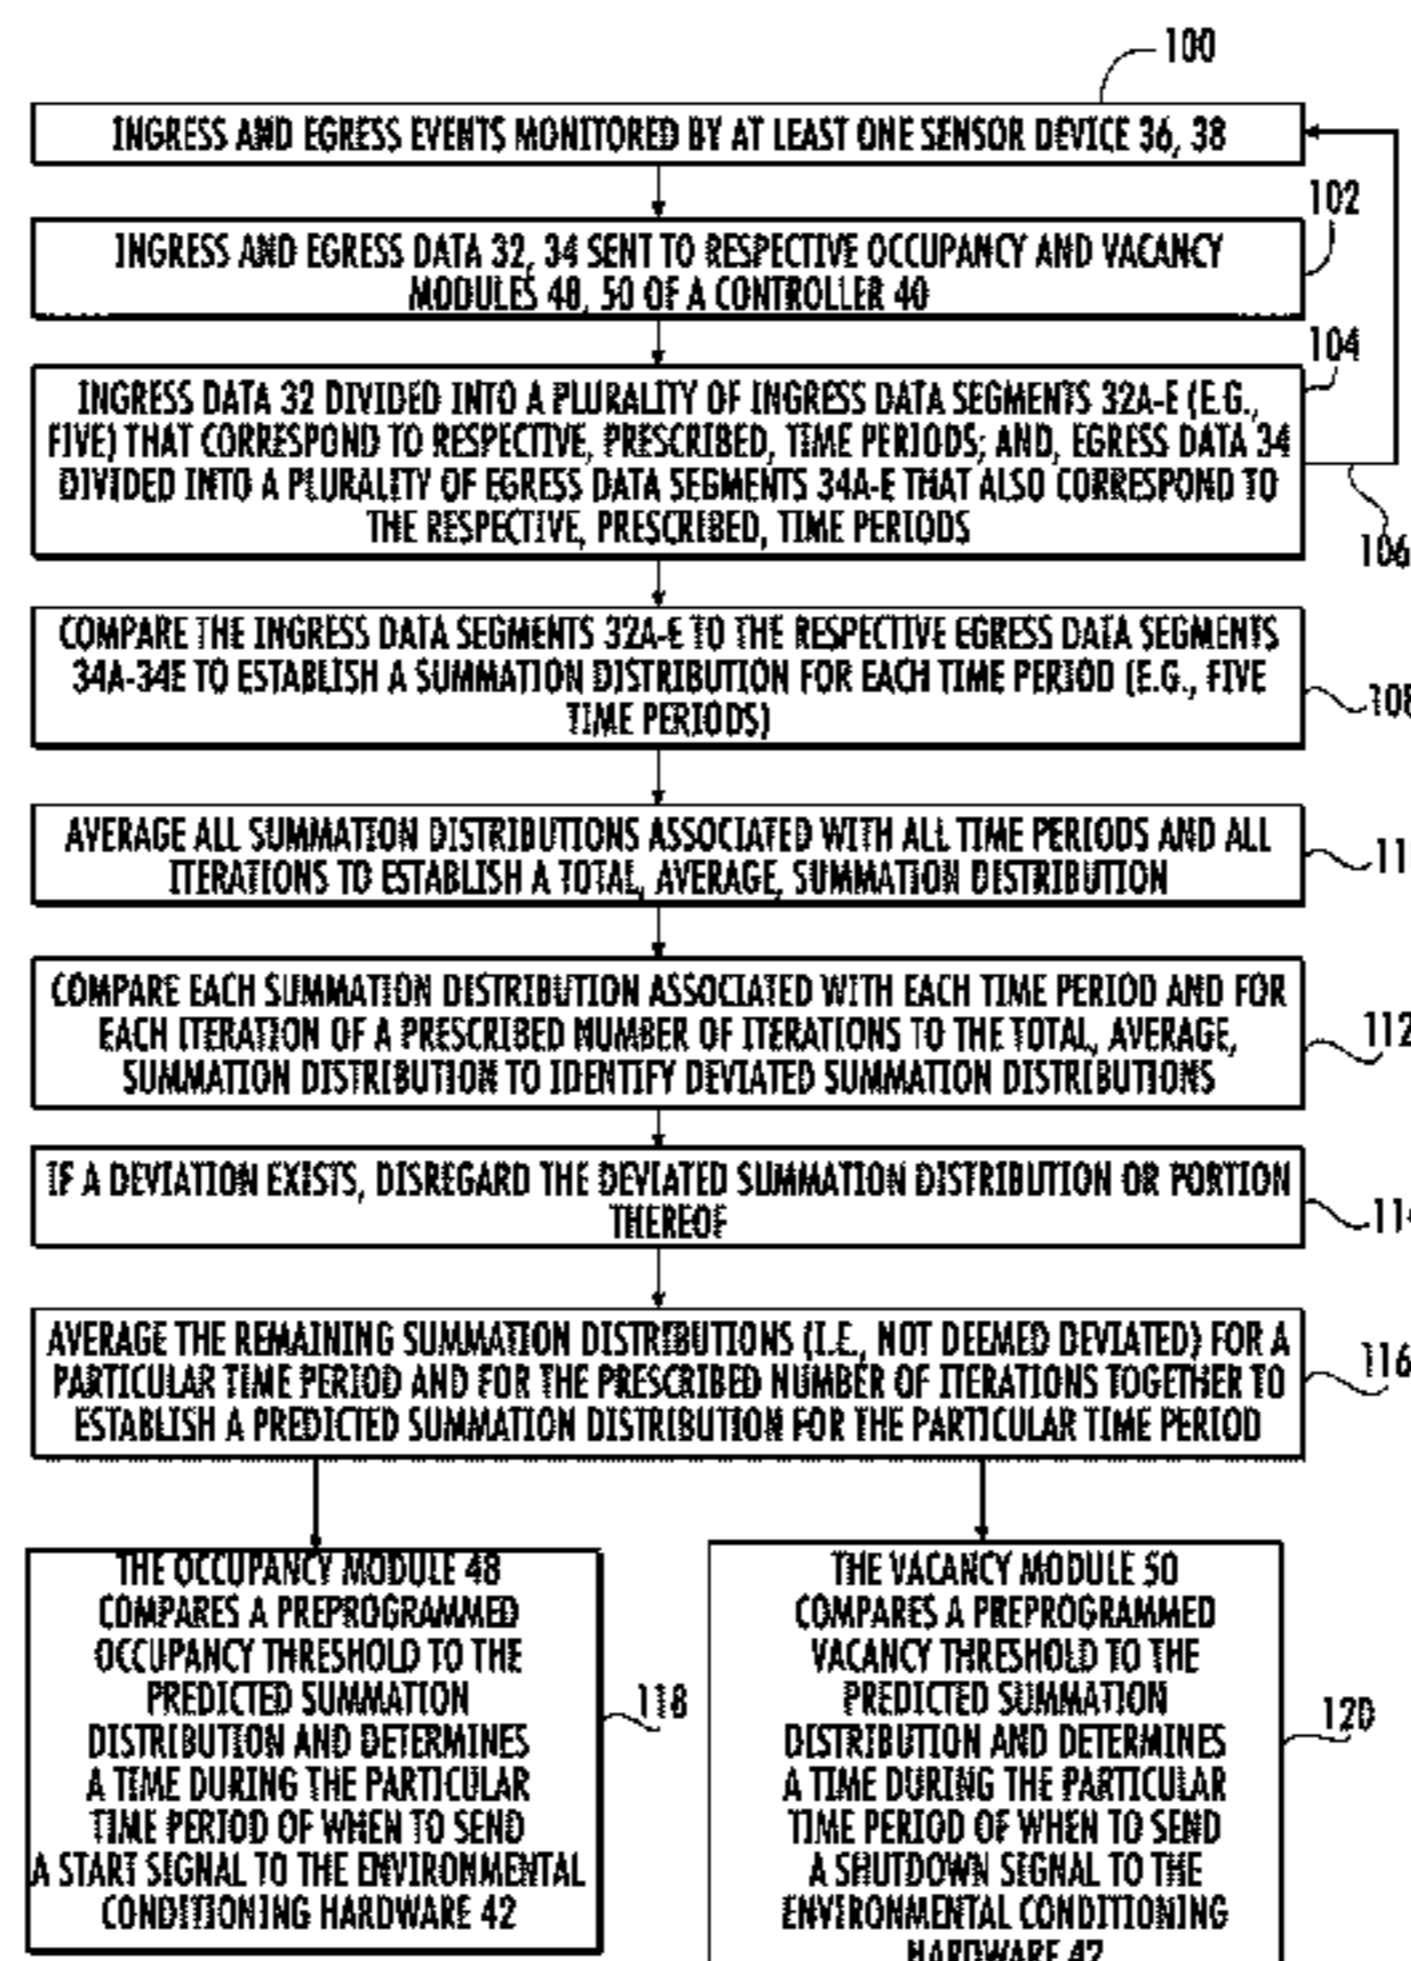 100
INGRESS AND EGRESS EVENTS MONITORED BY AT LEAST ONE SENSOR DEVICE 36, 38
102
INGRESS AND EGRESS DATA 32, 34 SENT TO RESPECTIVE OCCUPANCY AND VACANCY
MODULES 48, 50 OF A CONTROLLER 40
104
INGRESS DATA 32 DIVIDED INTO A PLURALITY OF INGRESS DATA SEGMENTS 32A-E (E.G.,
FIVE) THAT CORRESPOND TO RESPECTIVE, PRESCRIBED, TIME PERIODS; AND, EGRESS DATA 34
DIVIDED INTO A PLURALITY OF EGRESS DATA SEGMENTS 34A-E THAT ALSO CORRESPOND TO
THE RESPECTIVE, PRESCRIBED, TIME PERIODS
106
COMPARE THE INGRESS DATA SEGMENTS 32A-E TO THE RESPECTIVE EGRESS DATA SEGMENTS
34A-34E TO ESTABLISH A SUMMATION DISTRIBUTION FOR EACH TIME PERIOD (E.G., FIVE
TIME PERIODS)
108
AVERAGE ALL SUMMATION DISTRIBUTIONS ASSOCIATED WITH ALL TIME PERIODS AND ALL
ITERATIONS TO ESTABLISH A TOTAL, AVERAGE, SUMMATION DISTRIBUTION
11
COMPARE EACH SUMMATION DISTRIBUTION ASSOCIATED WITH EACH TIME PERIOD AND FOR
EACH ITERATION OF A PRESCRIBED NUMBER OF ITERATIONS TO THE TOTAL, AVERAGE,
SUMMATION DISTRIBUTION TO IDENTIFY DEVIATED SUMMATION DISTRIBUTIONS
112
IF A DEVIATION EXISTS, DISREGARD THE DEVIATED SUMMATION DISTRIBUTION OR PORTION
THEREOF
114
AVERAGE THE REMAINING SUMMATION DISTRIBUTIONS (I.E., NOT DEEMED DEVIATED) FOR A
PARTICULAR TIME PERIOD AND FOR THE PRESCRIBED NUMBER OF ITERATIONS TOGETHER TO
ESTABLISH A PREDICTED SUMMATION DISTRIBUTION FOR THE PARTICULAR TIME PERIOD
116
THE OCCUPANCY MODULE 48
COMPARES A PREPROGRAMMED
OCCUPANCY THRESHOLD TO THE
PREDICTED SUMMATION
DISTRIBUTION AND DETERMINES
A TIME DURING THE PARTICULAR
TIME PERIOD OF WHEN TO SEND
A START SIGNAL TO THE ENVIRONMENTAL
CONDITIONING HARDWARE 42
118
THE VACANCY MODULE 50
COMPARES A PREPROGRAMMED
VACANCY THRESHOLD TO THE
PREDICTED SUMMATION
DISTRIBUTION AND DETERMINES
A TIME DURING THE PARTICULAR
TIME PERIOD OF WHEN TO SEND
A SHUTDOWN SIGNAL TO THE
ENVIRONMENTAL CONDITIONING
HARDWARE 42
120